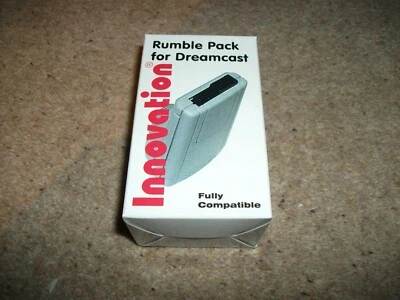 Rumble Pack
for Dreamcast
Innovation®
Fully
Compatible